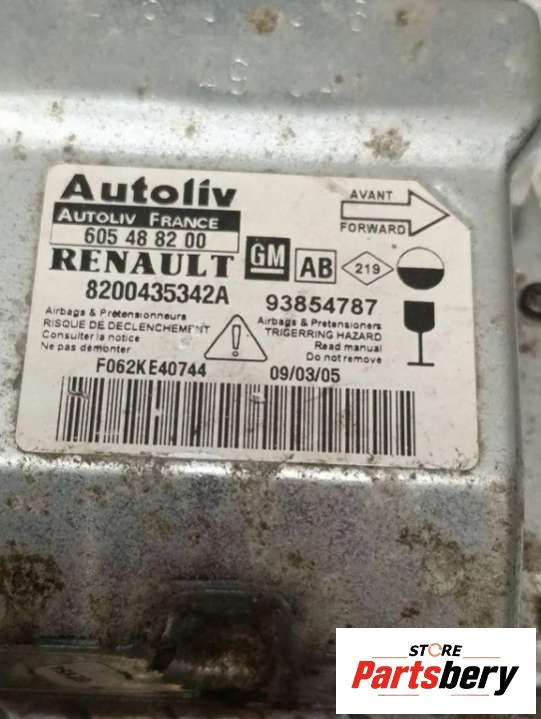 Autoliv
AUTOLIV FRANCE
605 48 82 00
RENAULT
8200435342A
AVANT
FORWARD
GM
AB
219
93854787
Airbags & Prétensionneurs
RISQUE DE DECLENCHEMENT
Consulter la notice
Ne pas démonter
Airbags & Pretensioners
TRIGERRING HAZARD
Read manual
Do not remove
F062KE40744
09/03/05
STORE
Partsbery